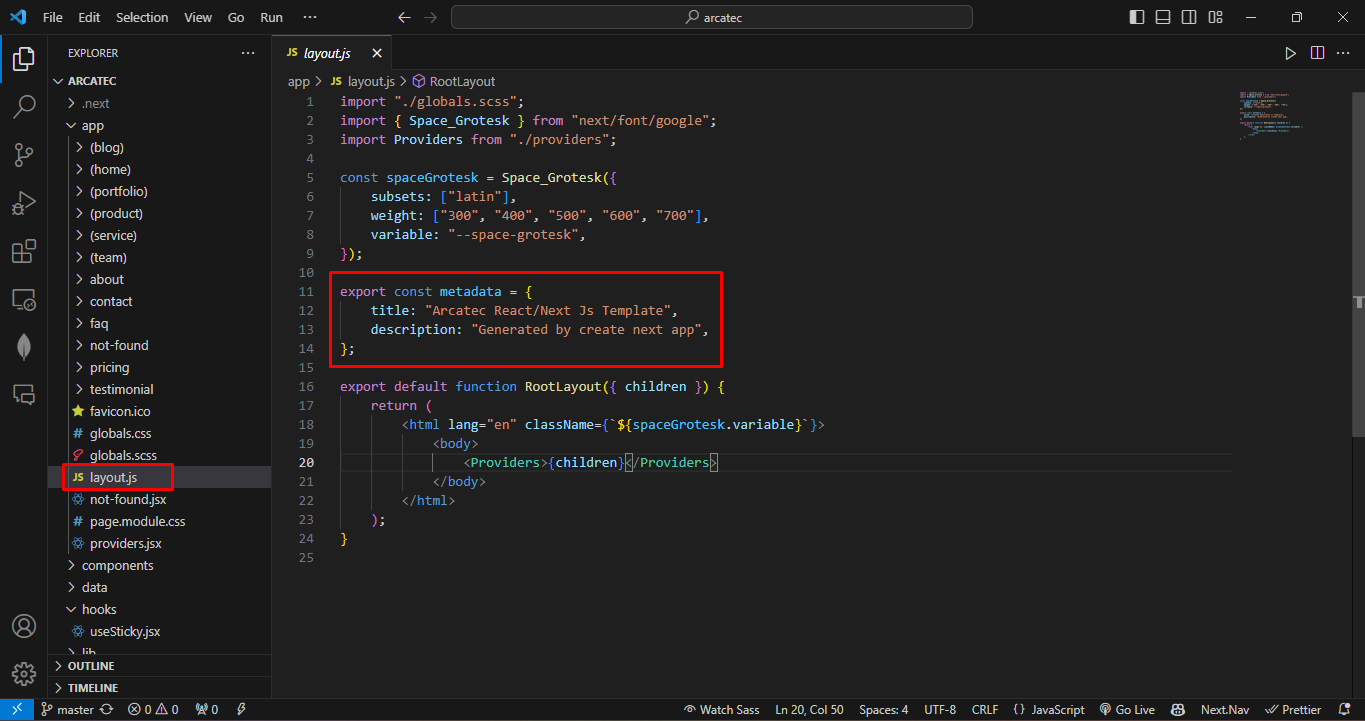 File Edit Selection View Go Run ··· arcatec
EXPLORER ···
ARCATEC
.next
app
(blog)
(home)
(portfolio)
(product)
(service)
(team)
about
contact
faq
not-found
pricing
testimonial
favicon.ico
# globals.css
globals.scss
JS layout.js
not-found.jsx
# page.module.css
providers.jsx
components
data
hooks
useSticky.jsx
lib
OUTLINE
TIMELINE
JS layout.js
app > JS layout.js > RootLayout
1 import "./globals.scss";
2 import { Space_Grotesk } from "next/font/google";
3 import Providers from "./providers";
4
5 const spaceGrotesk = Space_Grotesk({
6 subsets: ["latin"],
7 weight: ["300", "400", "500", "600", "700"],
8 variable: "--space-grotesk",
9 });
10
11 export const metadata = {
12 title: "Arcatec React/Next Js Template",
13 description: "Generated by create next app",
14 };
15
16 export default function RootLayout({ children }) {
17 return (
18 <html lang="en" className={`${spaceGrotesk.variable}`}>
19 <body>
20 <Providers>{children}</Providers>
21 </body>
22 </html>
23 );
24 }
25
master 0 0 0 Watch Sass Ln 20, Col 50 Spaces: 4 UTF-8 CRLF {} JavaScript Go Live Next.Nav Prettier